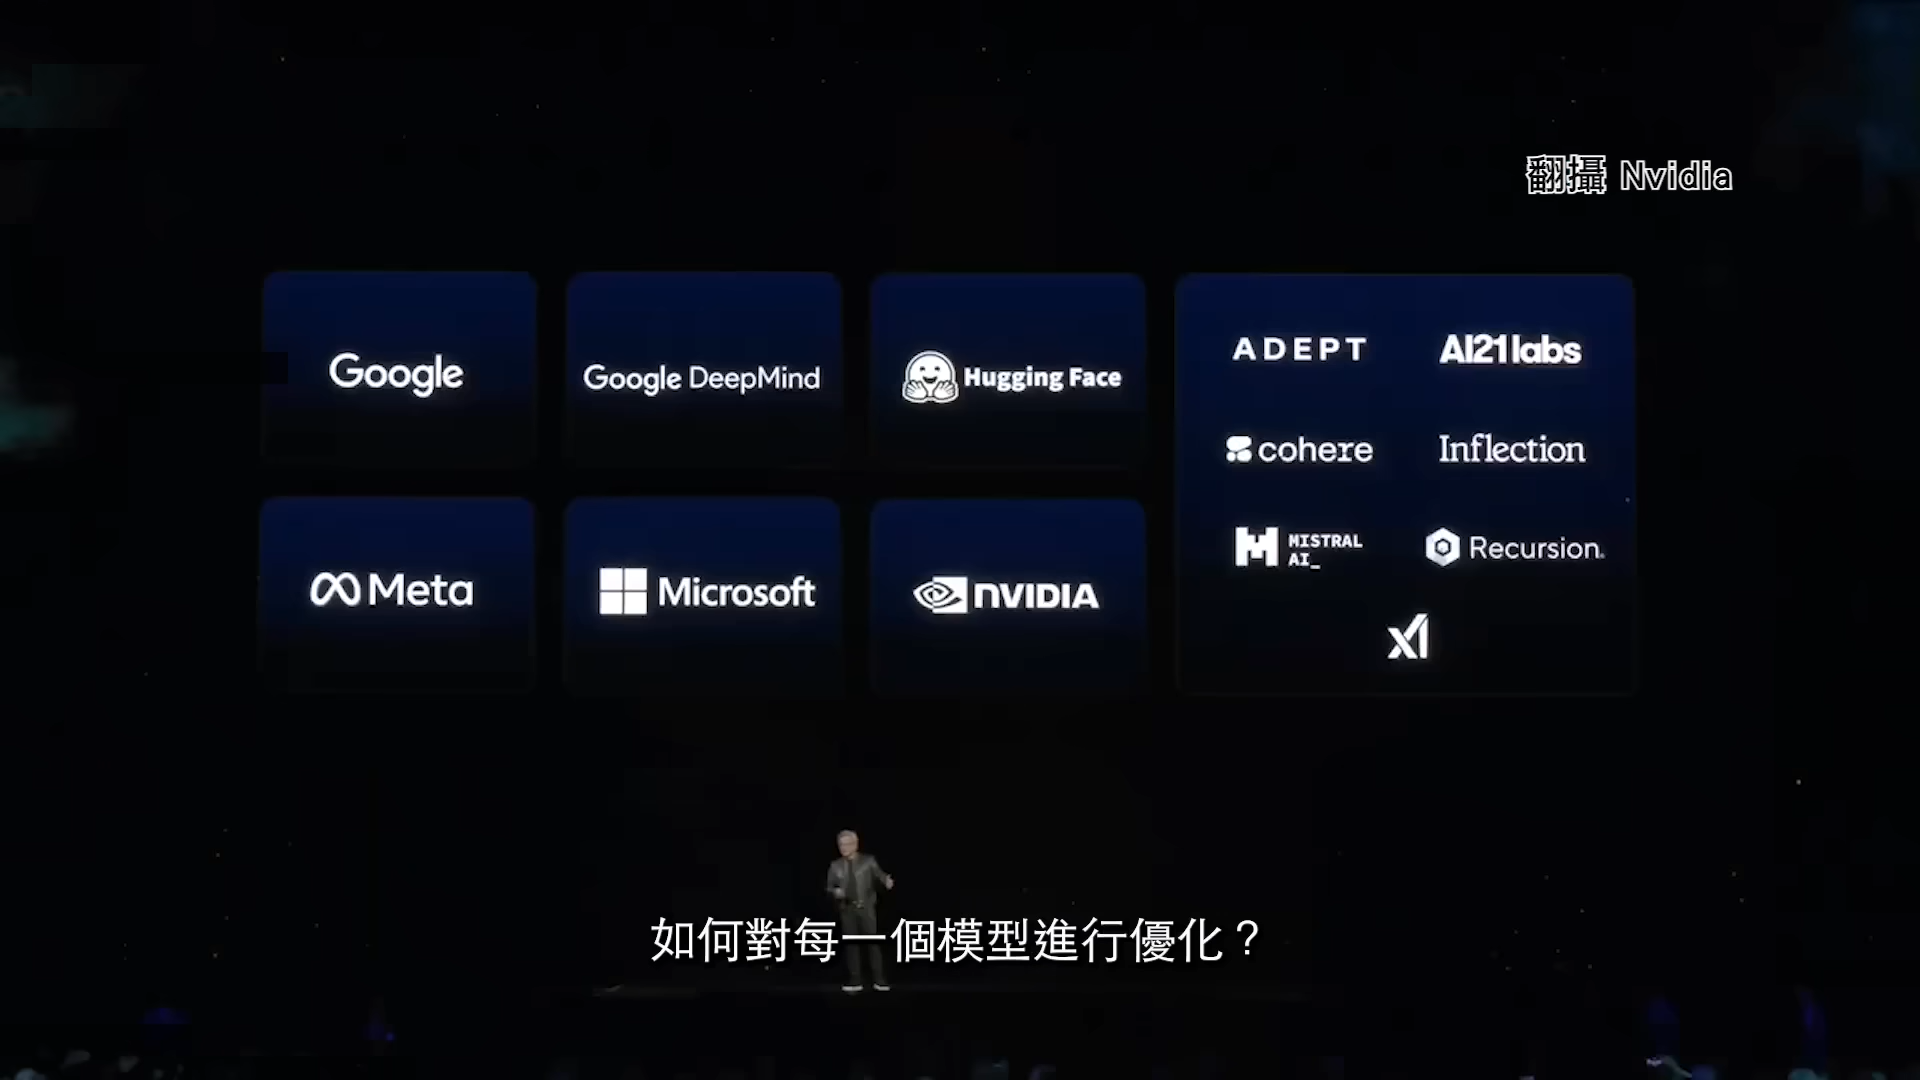 翻攝 Nvidia
Google
Google DeepMind
Hugging Face
ADEPT
AI21labs
cohere
Inflection
Meta
Microsoft
NVIDIA
MISTRAL
AI_
Recursion
xI
如何對每一個模型進行優化？